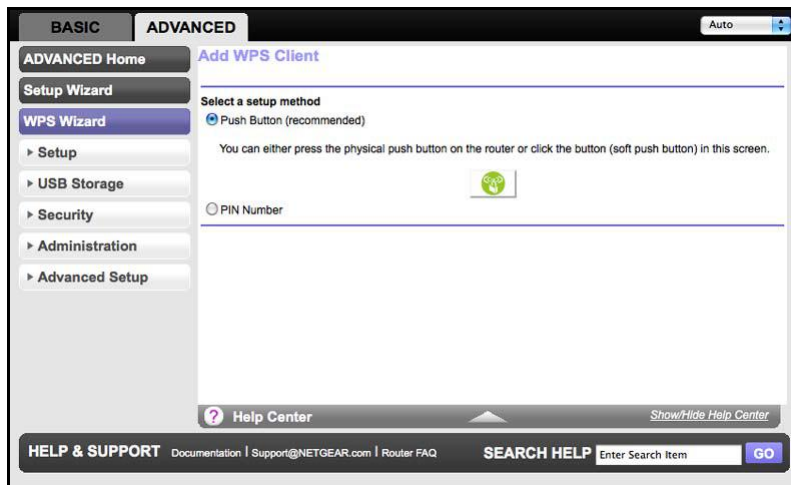 BASIC
ADVANCED
Auto
ADVANCED Home
Setup Wizard
WPS Wizard
Setup
USB Storage
Security
Administration
Advanced Setup
Add WPS Client
Select a setup method
Push Button (recommended)
You can either press the physical push button on the router or click the button (soft push button) in this screen.
PIN Number
? Help Center
Show/Hide Help Center
HELP & SUPPORT Documentation | Support@NETGEAR.com | Router FAQ SEARCH HELP Enter Search Item GO